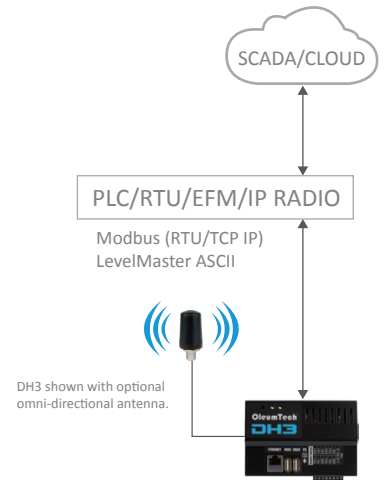 SCADA/CLOUD
PLC/RTU/EFM/IP RADIO
Modbus (RTU/TCP IP)
LevelMaster ASCII
DH3 shown with optional
omni-directional antenna.
OleumTech
DH3
ETHERNET